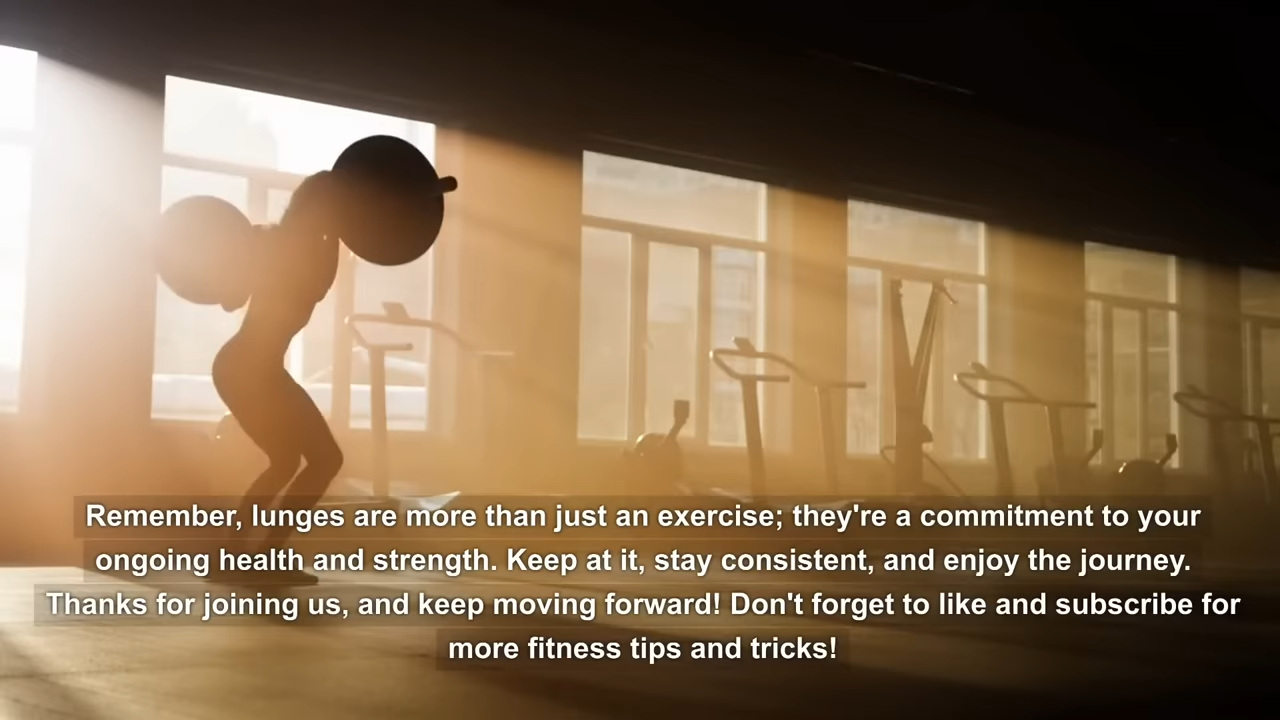 Remember, lunges are more than just an exercise; they're a commitment to your
ongoing health and strength. Keep at it, stay consistent, and enjoy the journey.
Thanks for joining us, and keep moving forward! Don't forget to like and subscribe for
more fitness tips and tricks!